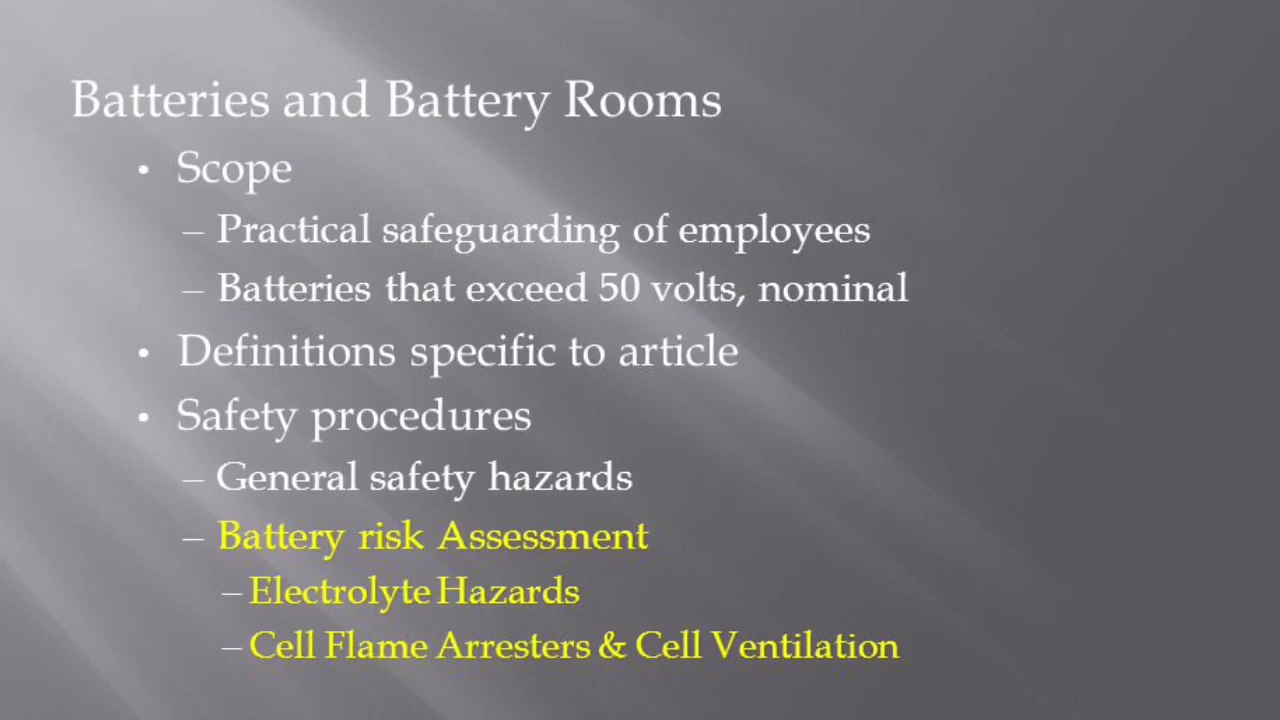 Batteries and Battery Rooms
• Scope
– Practical safeguarding of employees
– Batteries that exceed 50 volts, nominal
• Definitions specific to article
• Safety procedures
– General safety hazards
– Battery risk Assessment
– Electrolyte Hazards
– Cell Flame Arresters & Cell Ventilation